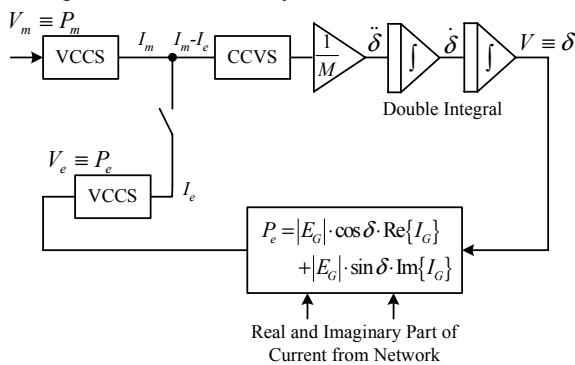 V_m ≡ P_m
VCCS
I_m
I_m-I_e
CCVS
1/M
δ̈
∫
δ̇
∫
V ≡ δ
Double Integral
V_e ≡ P_e
VCCS
I_e
P_e = |E_G|·cos δ·Re{I_G}
+|E_G|·sin δ·Im{I_G}
Real and Imaginary Part of
Current from Network